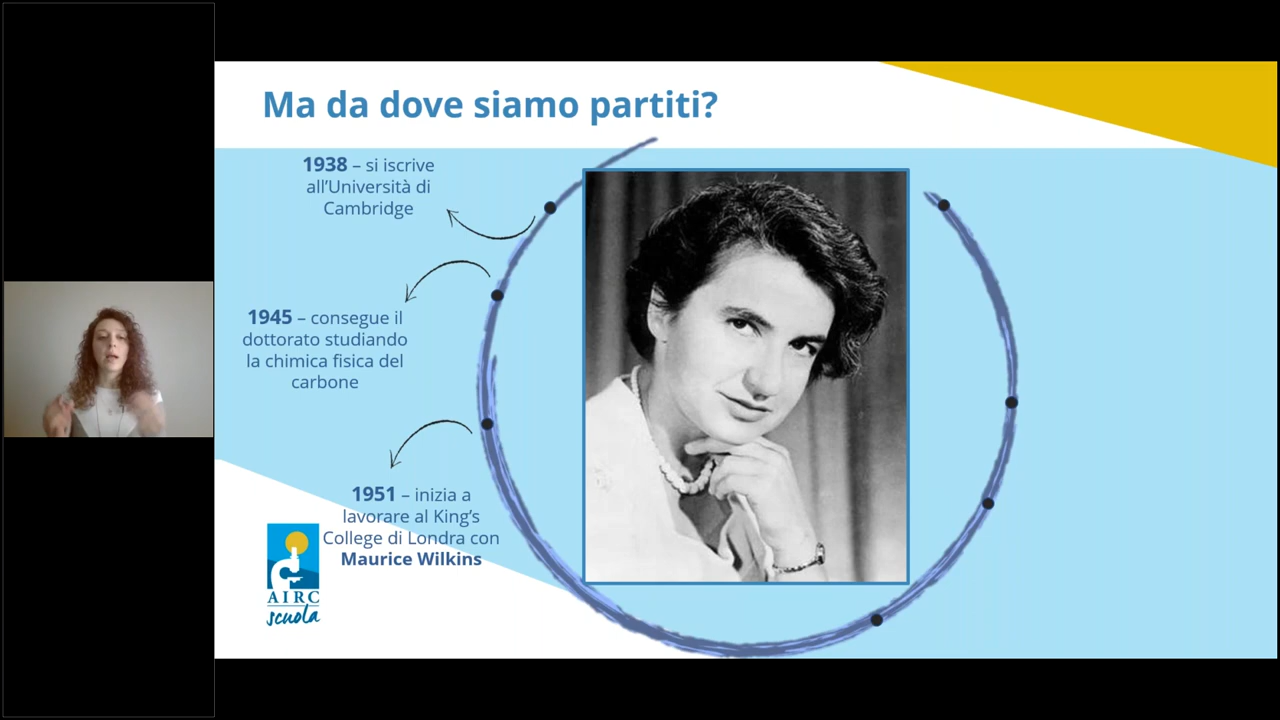 Ma da dove siamo partiti?
1938 – si iscrive
all'Università di
Cambridge
1945 – consegue il
dottorato studiando
la chimica fisica del
carbone
1951 – inizia a
lavorare al King's
College di Londra con
Maurice Wilkins
AIRC
scuola